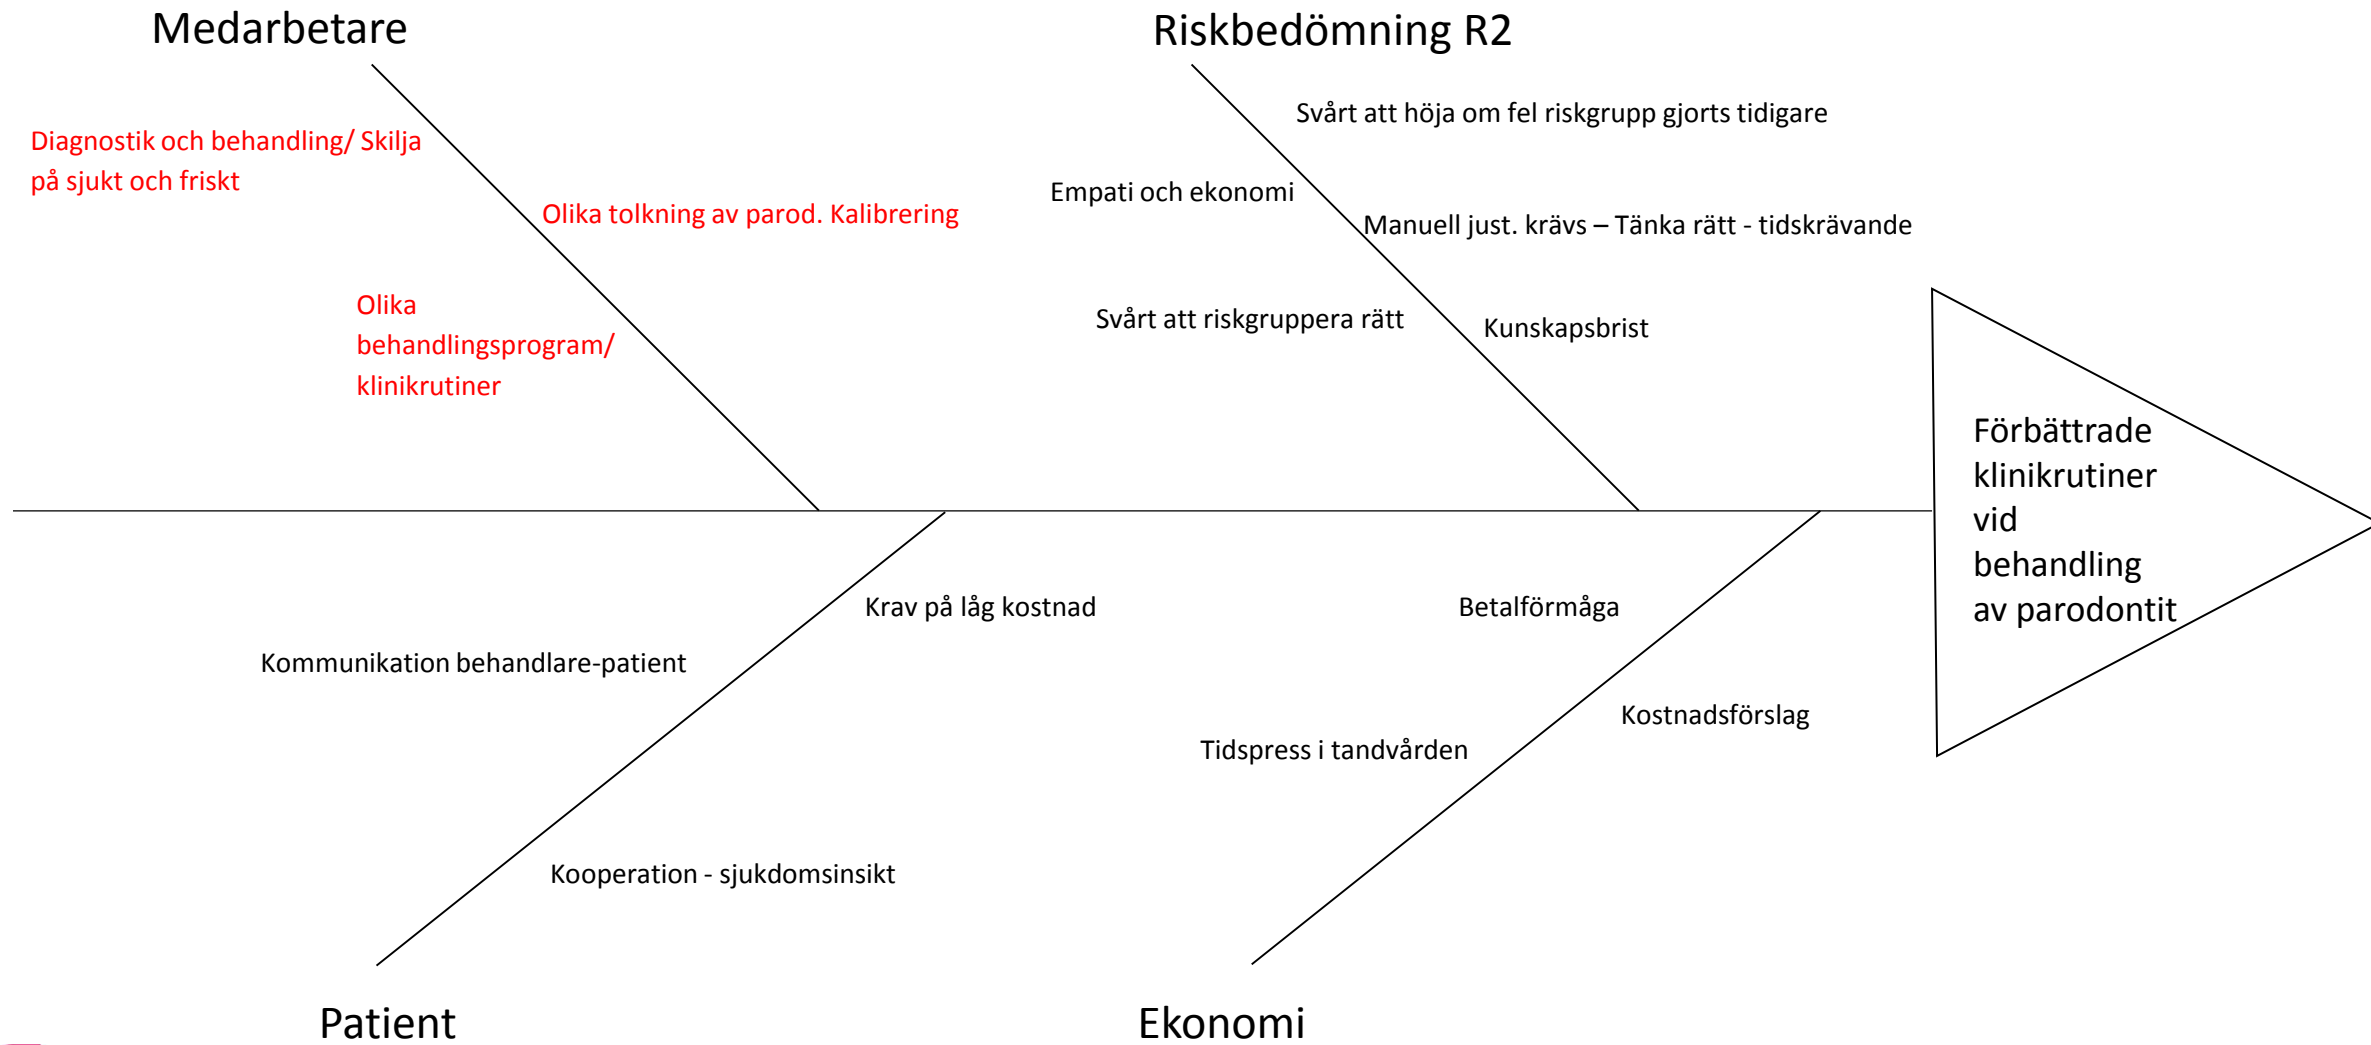 Medarbetare
Riskbedömning R2
Svårt att höja om fel riskgrupp gjorts tidigare
Diagnostik och behandling/ Skilja
på sjukt och friskt
Empati och ekonomi
Olika tolkning av parod. Kalibrering
Manuell just. krävs – Tänka rätt - tidskrävande
Olika
behandlingsprogram/
klinikrutiner
Svårt att riskgruppera rätt
Kunskapsbrist
Förbättrade
klinikrutiner
vid
behandling
av parodontit
Krav på låg kostnad
Betalförmåga
Kommunikation behandlare-patient
Kostnadsförslag
Tidspress i tandvården
Kooperation - sjukdomsinsikt
Patient
Ekonomi